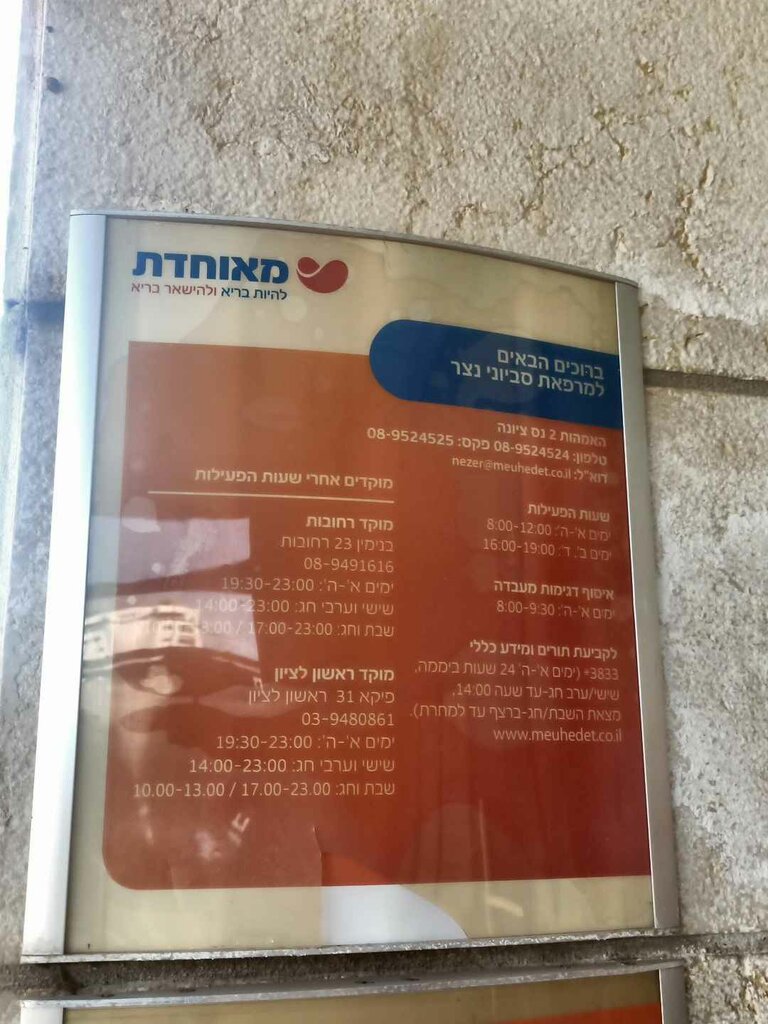 מאוחדת
להיות בריא ולהישאר בריא
ברוכים הבאים
למרפאת סביוני נצר
האמהות 2 נס ציונה
טלפון: 08-9524524 פקס: 08-9524525
דוא"ל: nezer@meuhedet.co.il
שעות הפעילות
ימים א'-ה': 8:00-12:00
ימים ב', ד': 16:00-19:00
איסוף דגימות מעבדה
ימים א'-ה': 8:00-9:30
לקביעת תורים ומידע כללי
3833* (ימים א'-ה' 24 שעות ביממה,
שישי/ערב חג-עד שעה 14:00,
מצאת השבת/חג-ברצף עד למחרת).
www.meuhedet.co.il
מוקדים אחרי שעות הפעילות
מוקד רחובות
בנימין 23 רחובות
08-9491616
ימים א'-ה': 19:30-23:00
שישי וערבי חג: 14:00-23:00
שבת וחג: 17.00-23:00 /
מוקד ראשון לציון
פיקא 31 ראשון לציון
03-9480861
ימים א'-ה': 19:30-23:00
שישי וערבי חג: 14:00-23:00
שבת וחג: 10.00-13.00 / 17.00-23.00